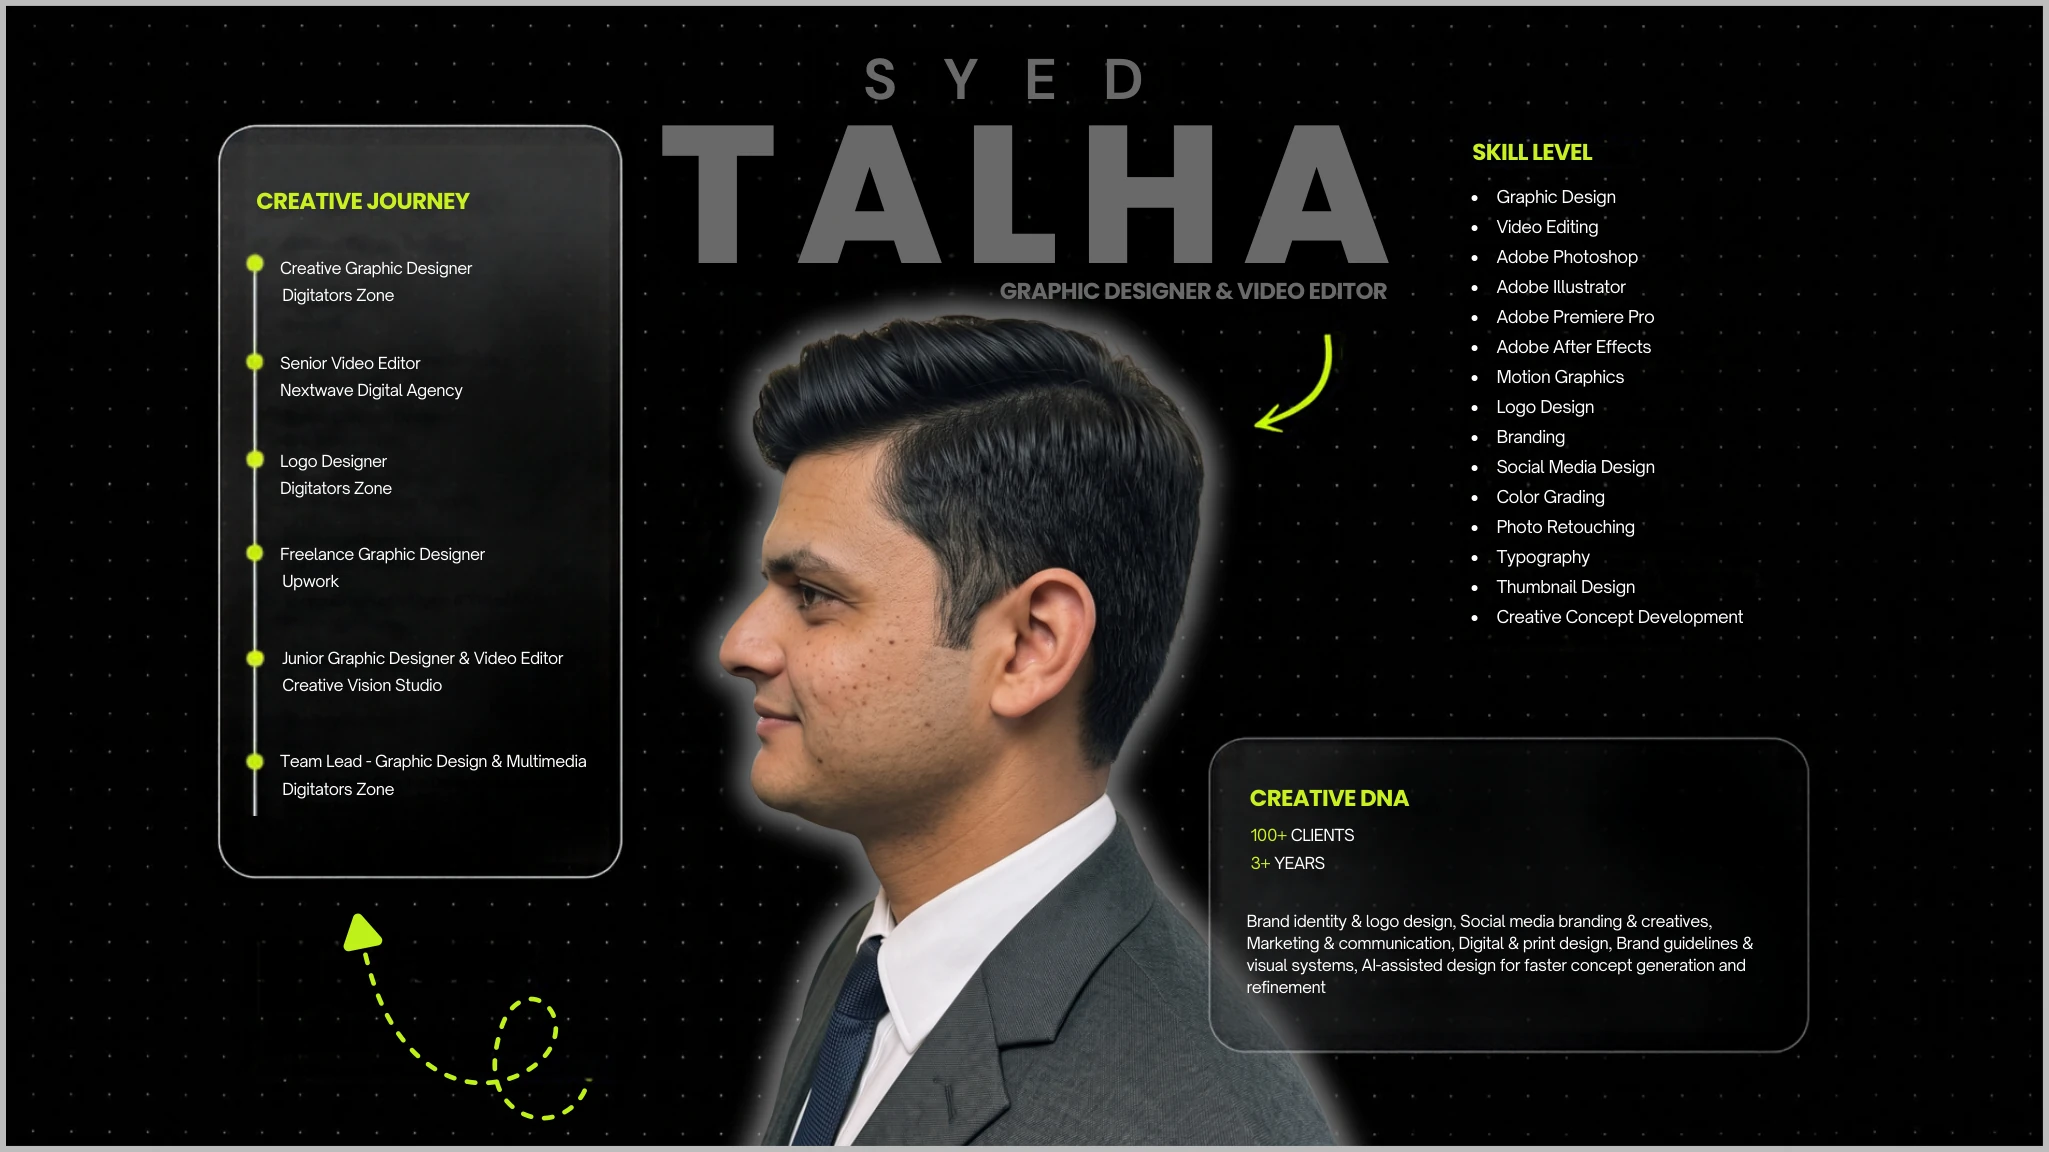 SYED
TALHA
GRAPHIC DESIGNER & VIDEO EDITOR
CREATIVE JOURNEY
Creative Graphic Designer
Digitators Zone
Senior Video Editor
Nextwave Digital Agency
Logo Designer
Digitators Zone
Freelance Graphic Designer
Upwork
Junior Graphic Designer & Video Editor
Creative Vision Studio
Team Lead - Graphic Design & Multimedia
Digitators Zone
SKILL LEVEL
• Graphic Design
• Video Editing
• Adobe Photoshop
• Adobe Illustrator
• Adobe Premiere Pro
• Adobe After Effects
• Motion Graphics
• Logo Design
• Branding
• Social Media Design
• Color Grading
• Photo Retouching
• Typography
• Thumbnail Design
• Creative Concept Development
CREATIVE DNA
100+ CLIENTS
3+ YEARS
Brand identity & logo design, Social media branding & creatives,
Marketing & communication, Digital & print design, Brand guidelines &
visual systems, AI-assisted design for faster concept generation and
refinement